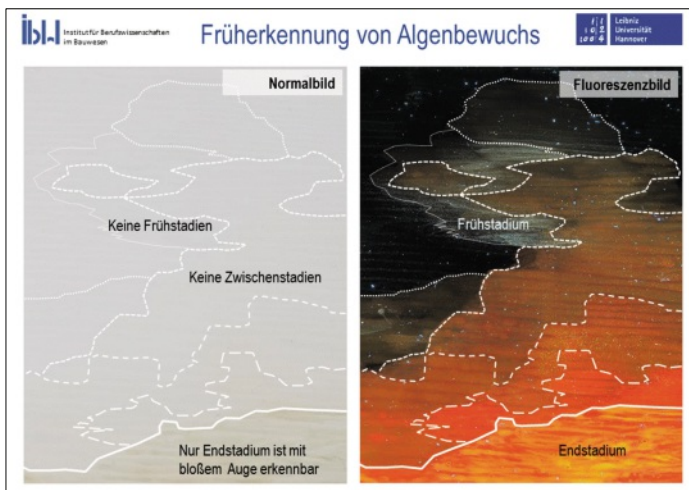 ibW Institut für Berufswissenschaften
im Bauwesen
Früherkennung von Algenbewuchs
Leibniz
Universität
Hannover
Normalbild
Fluoreszenzbild
Keine Frühstadien
Frühstadium
Keine Zwischenstadien
Nur Endstadium ist mit
bloßem Auge erkennbar
Endstadium